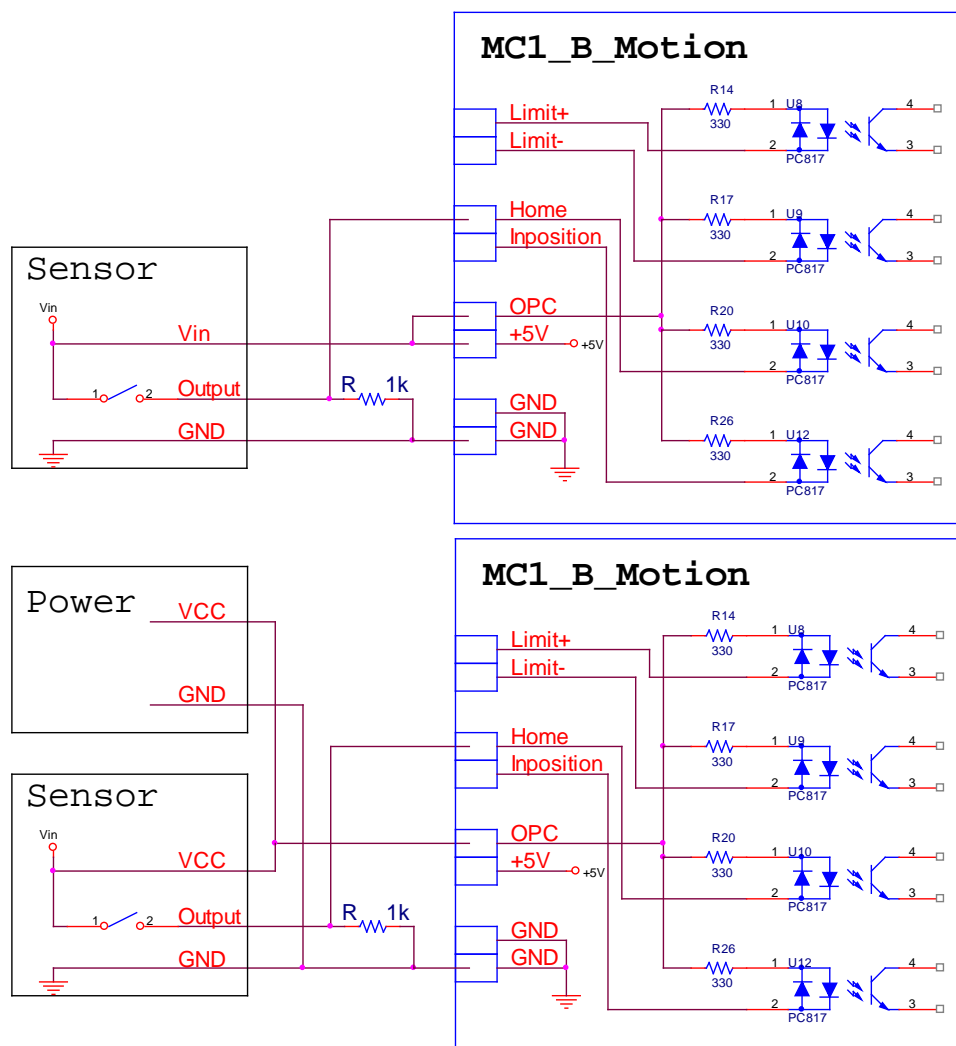 MC1_B_Motion
R14
330
1 U8 4
2 3
PC817
Limit+
Limit-
R17
330
1 U9 4
2 3
PC817
Home
Inposition
R20
330
1 U10 4
2 3
PC817
OPC
+5V +5V
R26
330
1 U12 4
2 3
PC817
GND
GND
Sensor
Vin
Vin
1 2 Output
R 1k
GND
Power
VCC
GND
MC1_B_Motion
R14
330
1 U8 4
2 3
PC817
Limit+
Limit-
R17
330
1 U9 4
2 3
PC817
Home
Inposition
R20
330
1 U10 4
2 3
PC817
OPC
+5V +5V
R26
330
1 U12 4
2 3
PC817
GND
GND
Sensor
Vin
VCC
1 2 Output
R 1k
GND